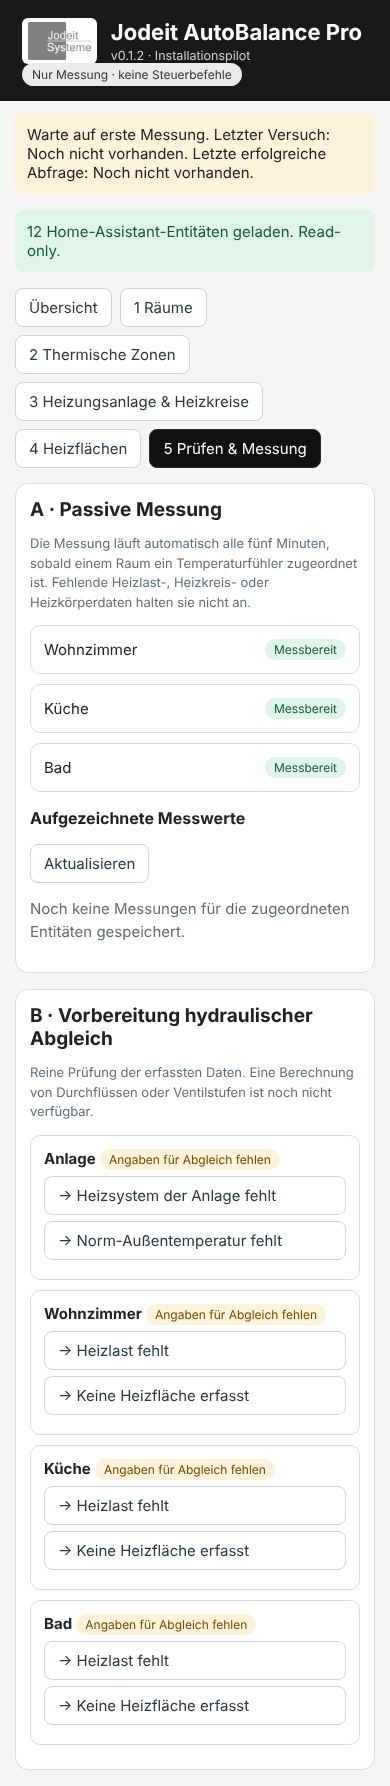 Jodeit
Systeme
Jodeit AutoBalance Pro
v0.1.2 · Installationspilot
Nur Messung · keine Steuerbefehle
Warte auf erste Messung. Letzter Versuch:
Noch nicht vorhanden. Letzte erfolgreiche
Abfrage: Noch nicht vorhanden.
12 Home-Assistant-Entitäten geladen. Read-
only.
Übersicht
1 Räume
2 Thermische Zonen
3 Heizungsanlage & Heizkreise
4 Heizflächen
5 Prüfen & Messung
A · Passive Messung
Die Messung läuft automatisch alle fünf Minuten,
sobald einem Raum ein Temperaturfühler zugeordnet
ist. Fehlende Heizlast-, Heizkreis- oder
Heizkörperdaten halten sie nicht an.
Wohnzimmer Messbereit
Küche Messbereit
Bad Messbereit
Aufgezeichnete Messwerte
Aktualisieren
Noch keine Messungen für die zugeordneten
Entitäten gespeichert.
B · Vorbereitung hydraulischer
Abgleich
Reine Prüfung der erfassten Daten. Eine Berechnung
von Durchflüssen oder Ventilstufen ist noch nicht
verfügbar.
Anlage Angaben für Abgleich fehlen
→ Heizsystem der Anlage fehlt
→ Norm-Außentemperatur fehlt
Wohnzimmer Angaben für Abgleich fehlen
→ Heizlast fehlt
→ Keine Heizfläche erfasst
Küche Angaben für Abgleich fehlen
→ Heizlast fehlt
→ Keine Heizfläche erfasst
Bad Angaben für Abgleich fehlen
→ Heizlast fehlt
→ Keine Heizfläche erfasst